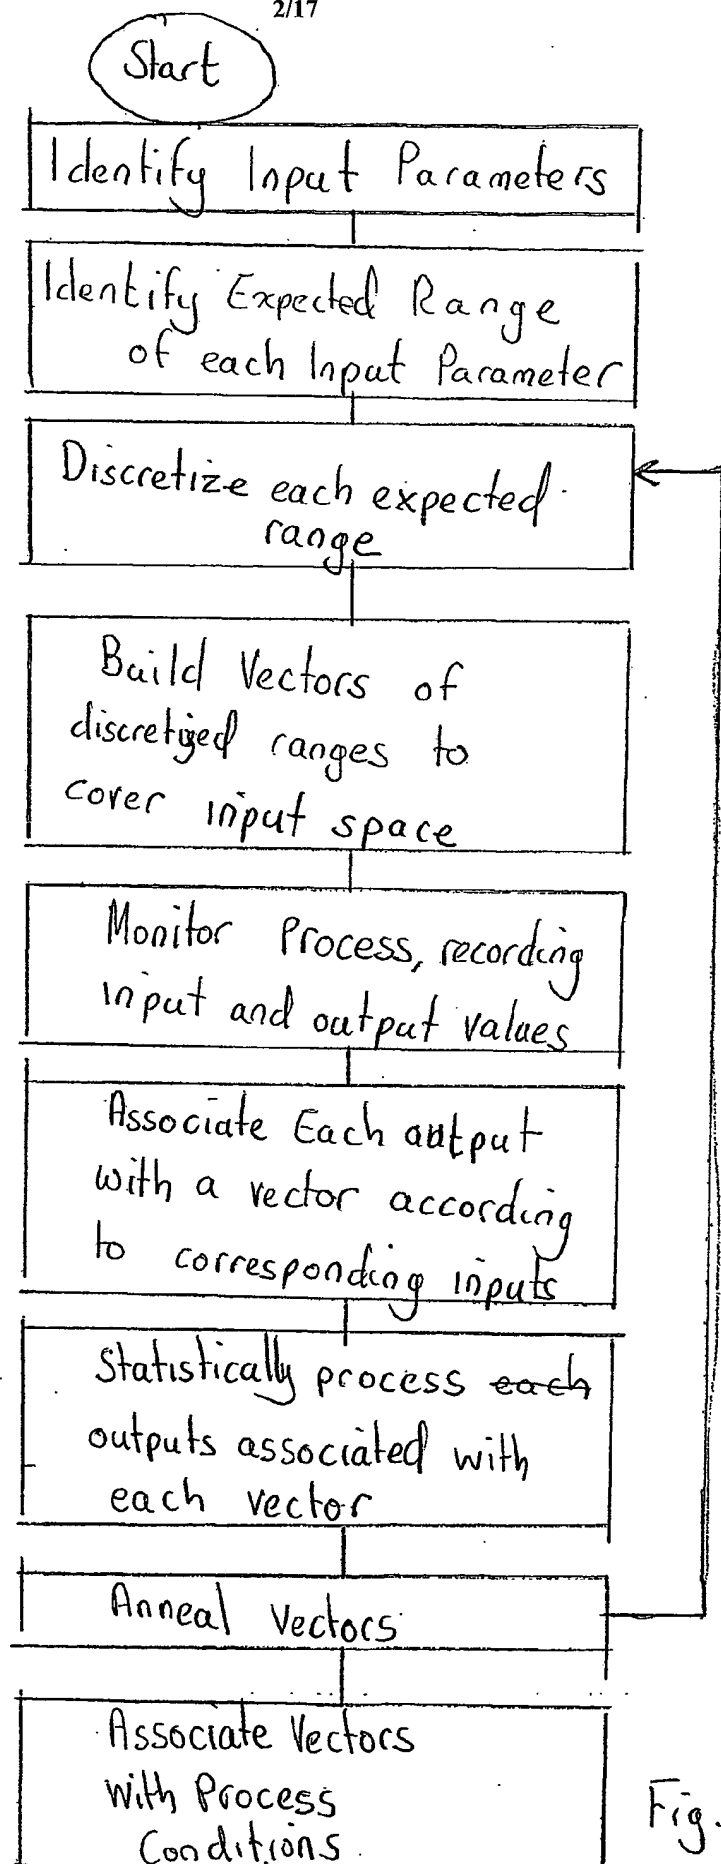 2/17
Start
Identify Input Parameters
Identify Expected Range
of each Input Parameter
Discretize each expected
range
Build Vectors of
discretized ranges to
cover input space
Monitor Process, recording
input and output values
Associate Each output
with a vector according
to corresponding inputs
Statistically process each
outputs associated with
each vector
Anneal Vectors
Associate Vectors
with Process
Conditions
Fig.